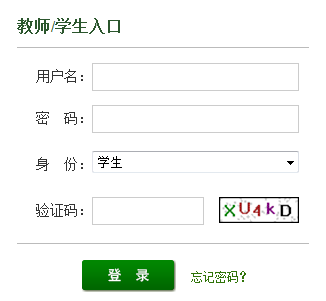 教师/学生入口
用户名：
密　码：
身　份：学生
验证码：XU4kD
登　录　忘记密码？